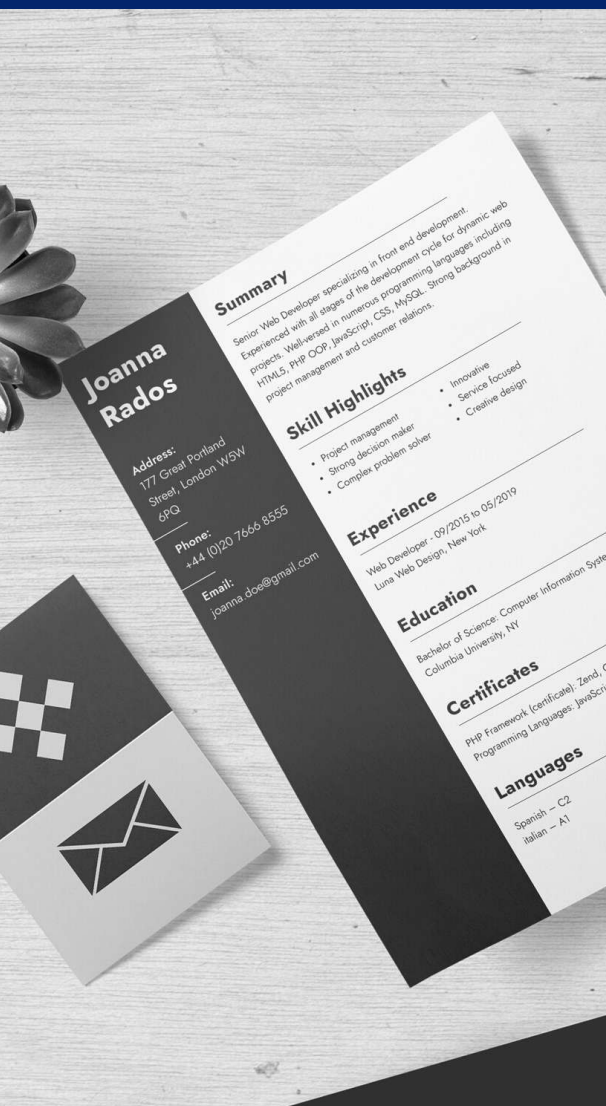 Joanna
Rados
Address:
177 Great Portland
Street, London W5W
6PQ
Phone:
+44 (0)20 7666 8555
Email:
joanna.doe@gmail.com
Summary
Senior Web Developer specializing in front end development.
Experienced with all stages of the development cycle for dynamic web
projects. Well-versed in numerous programming languages including
HTML5, PHP OOP, JavaScript, CSS, MySQL. Strong background in
project management and customer relations.
Skill Highlights
• Project management
• Strong decision maker
• Complex problem solver
• Innovative
• Service focused
• Creative design
Experience
Web Developer - 09/2015 to 05/2019
Luna Web Design, New York
Education
Bachelor of Science: Computer Information
Columbia University, NY
Certificates
PHP Framework (certificate): Zend,
Programming Languages:
Languages
Spanish – C2
italian – A1